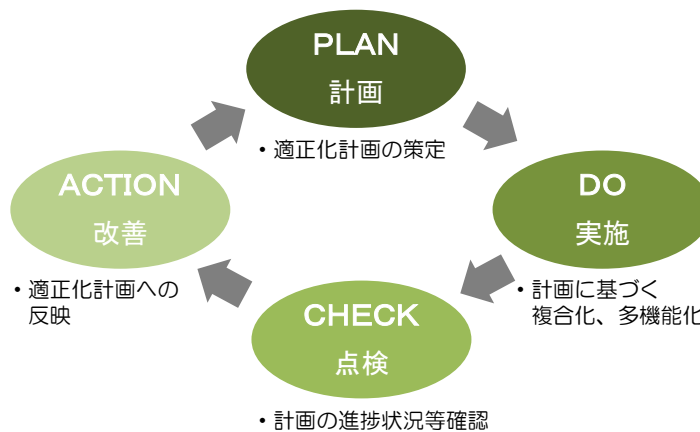 PLAN
計画
・適正化計画の策定
DO
実施
・計画に基づく
複合化、多機能化
CHECK
点検
・計画の進捗状況等確認
ACTION
改善
・適正化計画への
反映